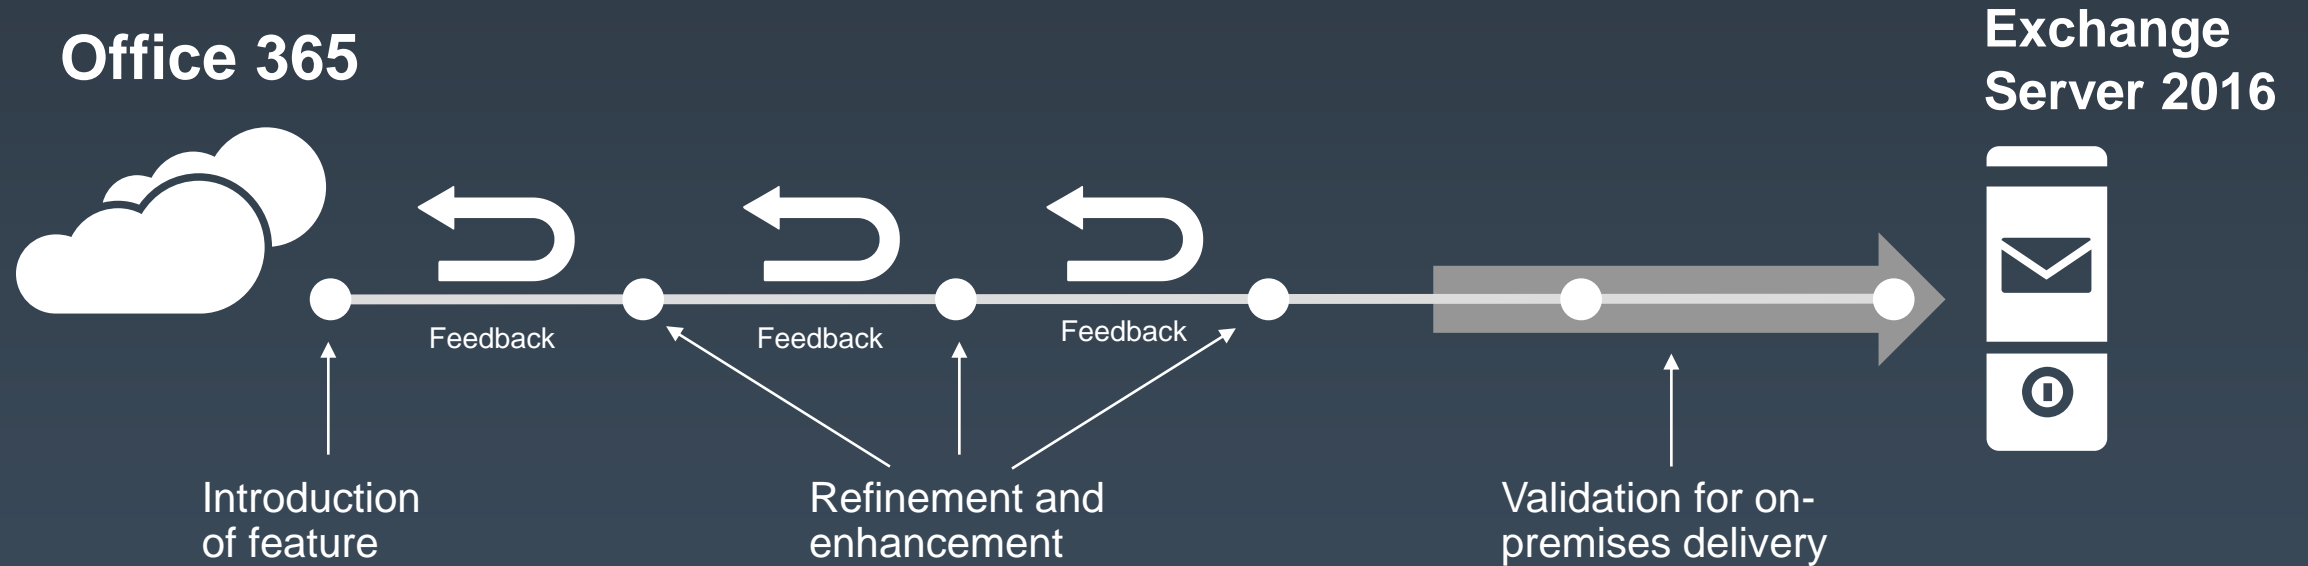 Office 365
Exchange
Server 2016
Feedback
Feedback
Feedback
Introduction
of feature
Refinement and
enhancement
Validation for on-
premises delivery